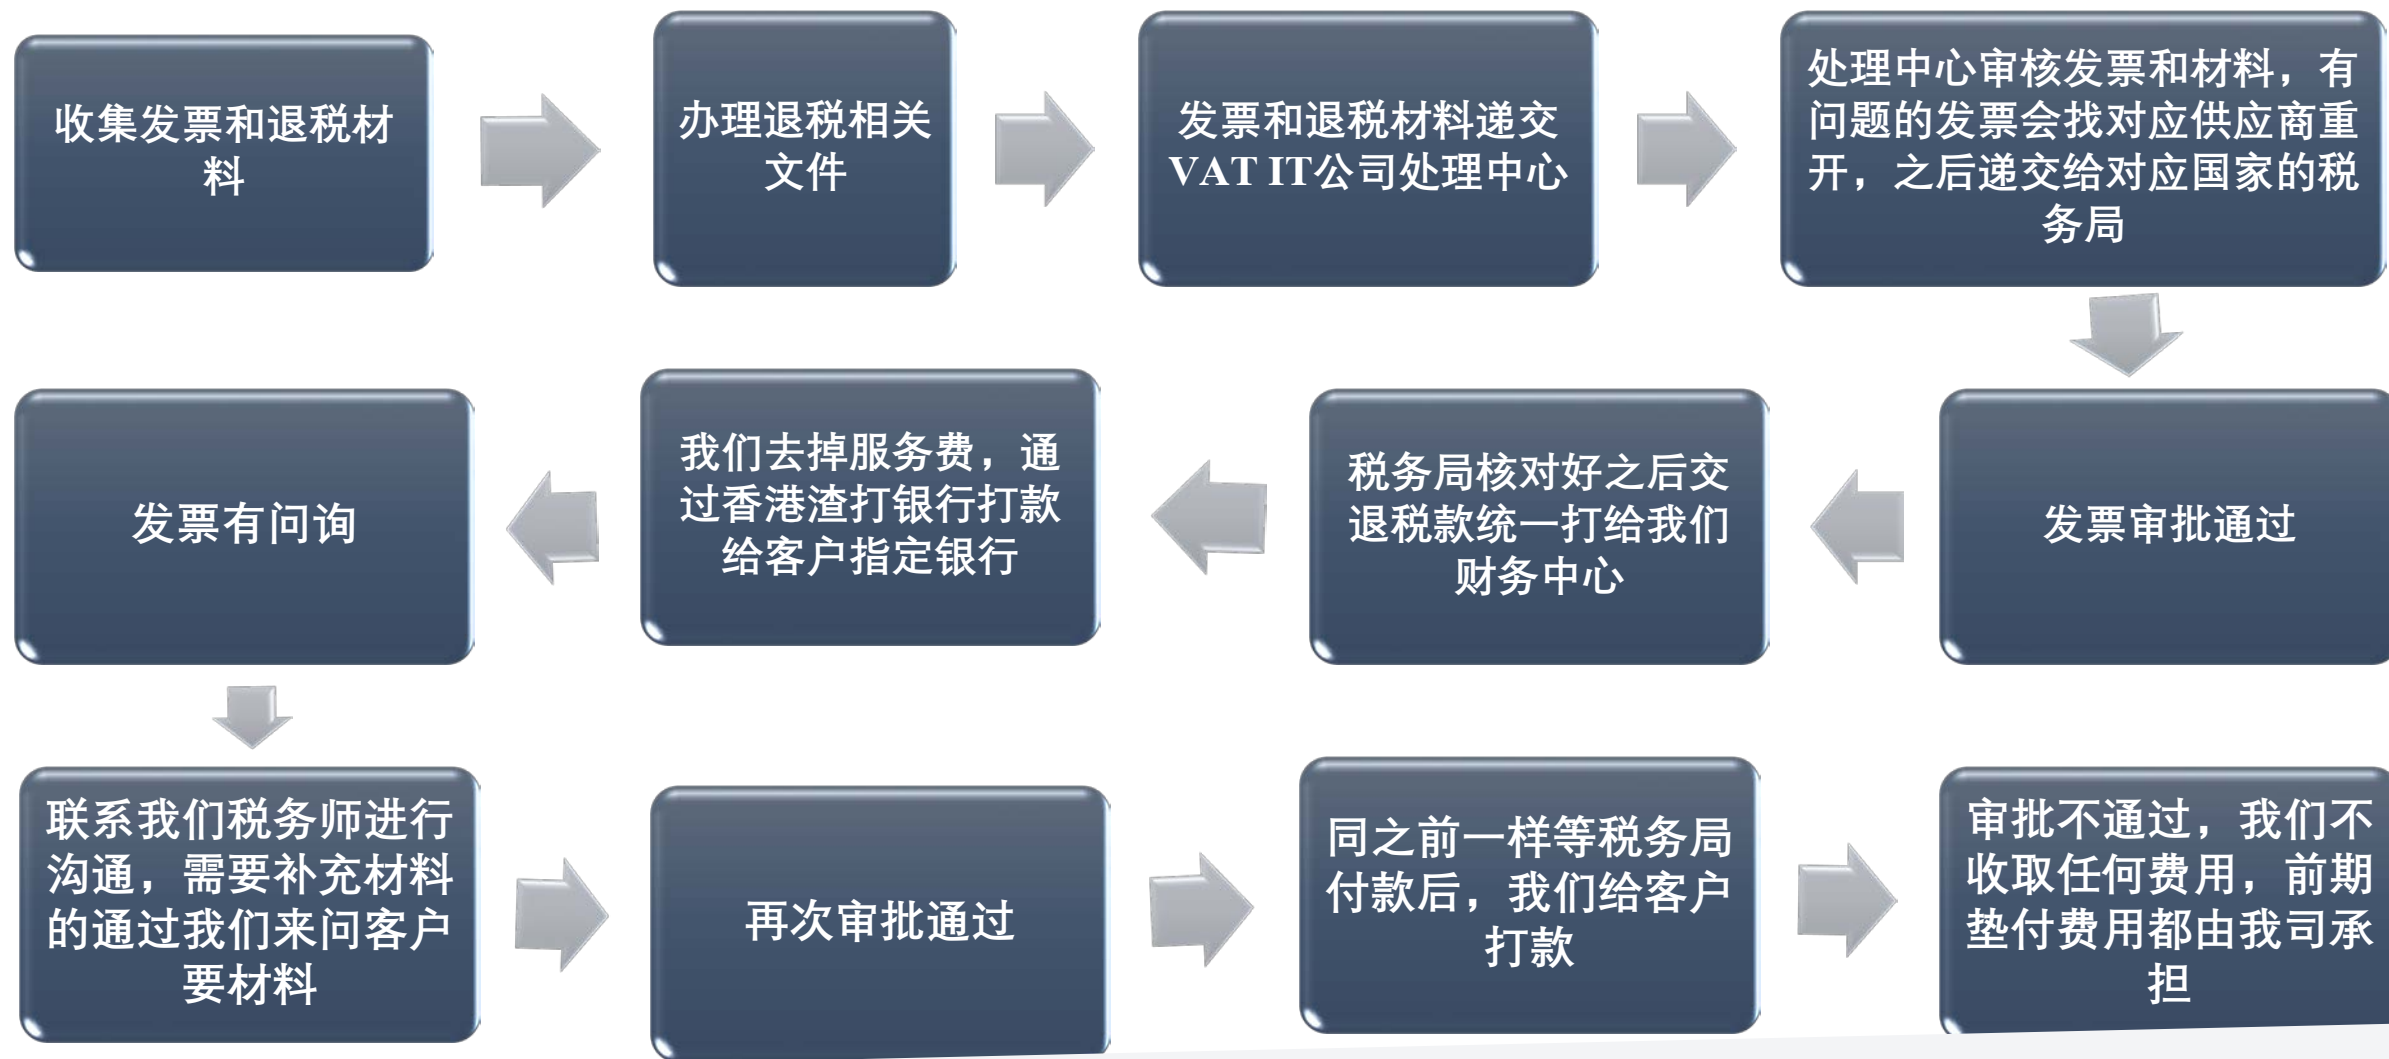 收集发票和退税材
料
办理退税相关
文件
发票和退税材料递交
VAT IT公司处理中心
处理中心审核发票和材料，有
问题的发票会找对应供应商重
开，之后递交给对应国家的税
务局
发票审批通过
税务局核对好之后交
退税款统一打给我们
财务中心
我们去掉服务费，通
过香港渣打银行打款
给客户指定银行
发票有问询
联系我们税务师进行
沟通，需要补充材料
的通过我们来问客户
要材料
再次审批通过
同之前一样等税务局
付款后，我们给客户
打款
审批不通过，我们不
收取任何费用，前期
垫付费用都由我司承
担